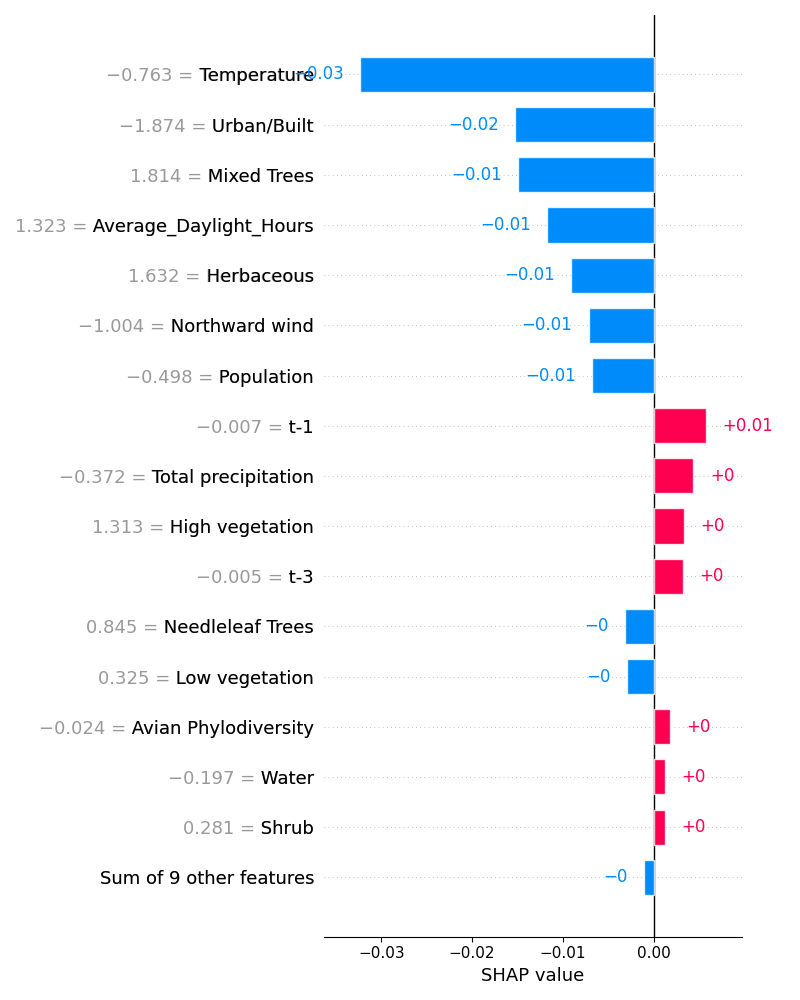 −0.763 = Temperature −0.03
−1.874 = Urban/Built −0.02
1.814 = Mixed Trees −0.01
1.323 = Average_Daylight_Hours −0.01
1.632 = Herbaceous −0.01
−1.004 = Northward wind −0.01
−0.498 = Population −0.01
−0.007 = t-1 +0.01
−0.372 = Total precipitation +0
1.313 = High vegetation +0
−0.005 = t-3 +0
0.845 = Needleleaf Trees −0
0.325 = Low vegetation −0
−0.024 = Avian Phylodiversity +0
−0.197 = Water +0
0.281 = Shrub +0
Sum of 9 other features −0
−0.03 −0.02 −0.01 0.00
SHAP value